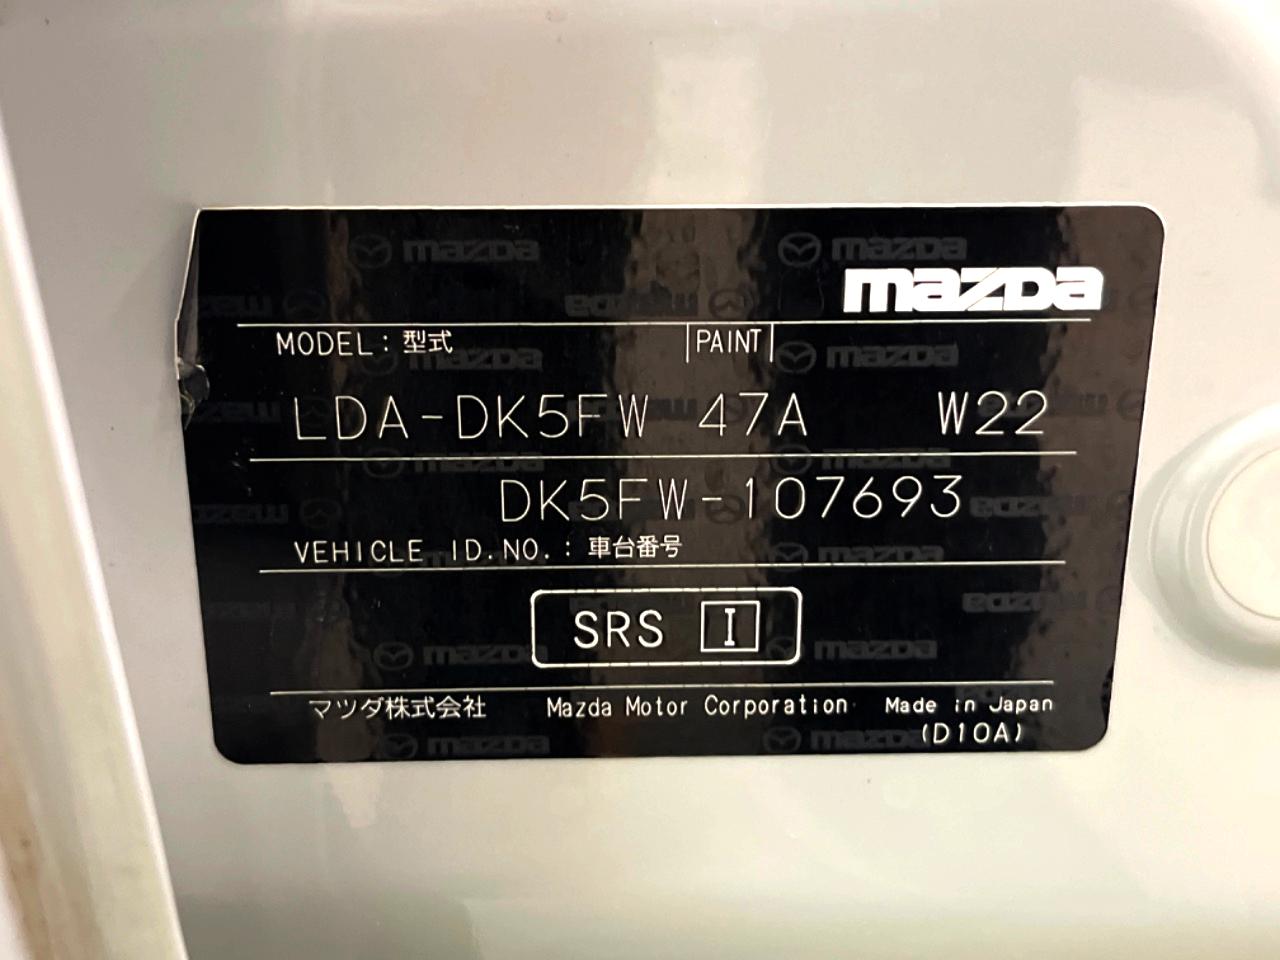 mazda
MODEL : 型式 PAINT
LDA-DK5FW 47A W22
DK5FW-107693
VEHICLE ID.NO. : 車台番号
SRS I
マツダ株式会社 Mazda Motor Corporation Made in Japan
(D10A)